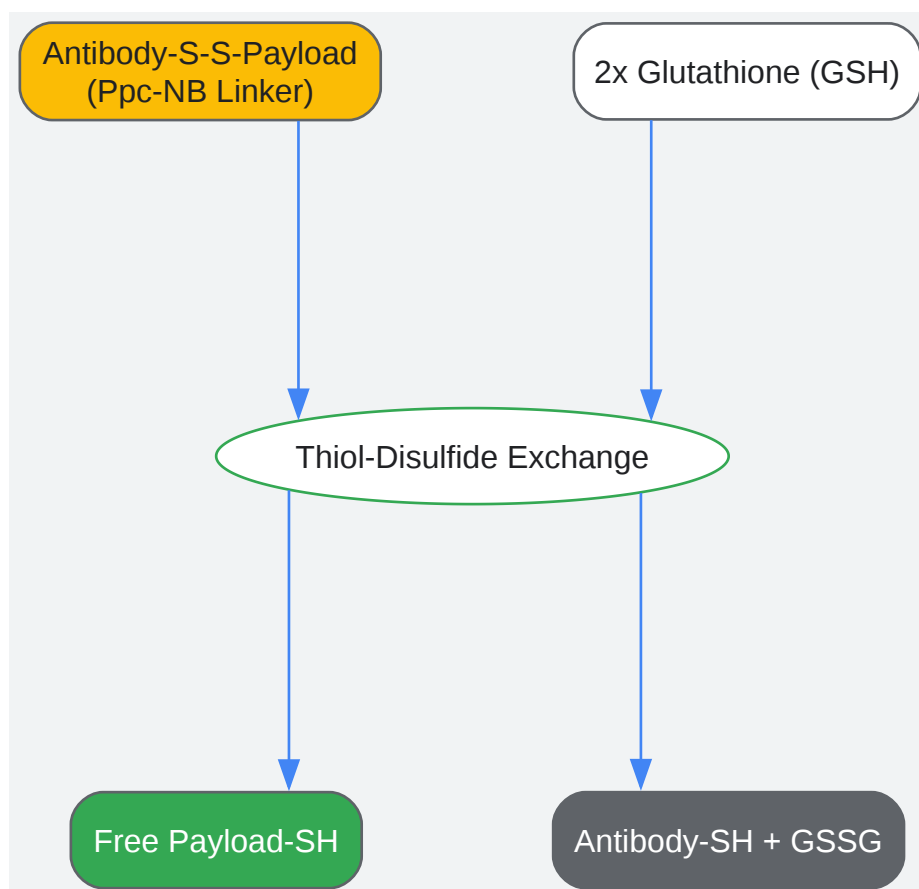 Antibody-S-S-Payload
(Ppc-NB Linker)
2x Glutathione (GSH)
Thiol-Disulfide Exchange
Free Payload-SH
Antibody-SH + GSSG